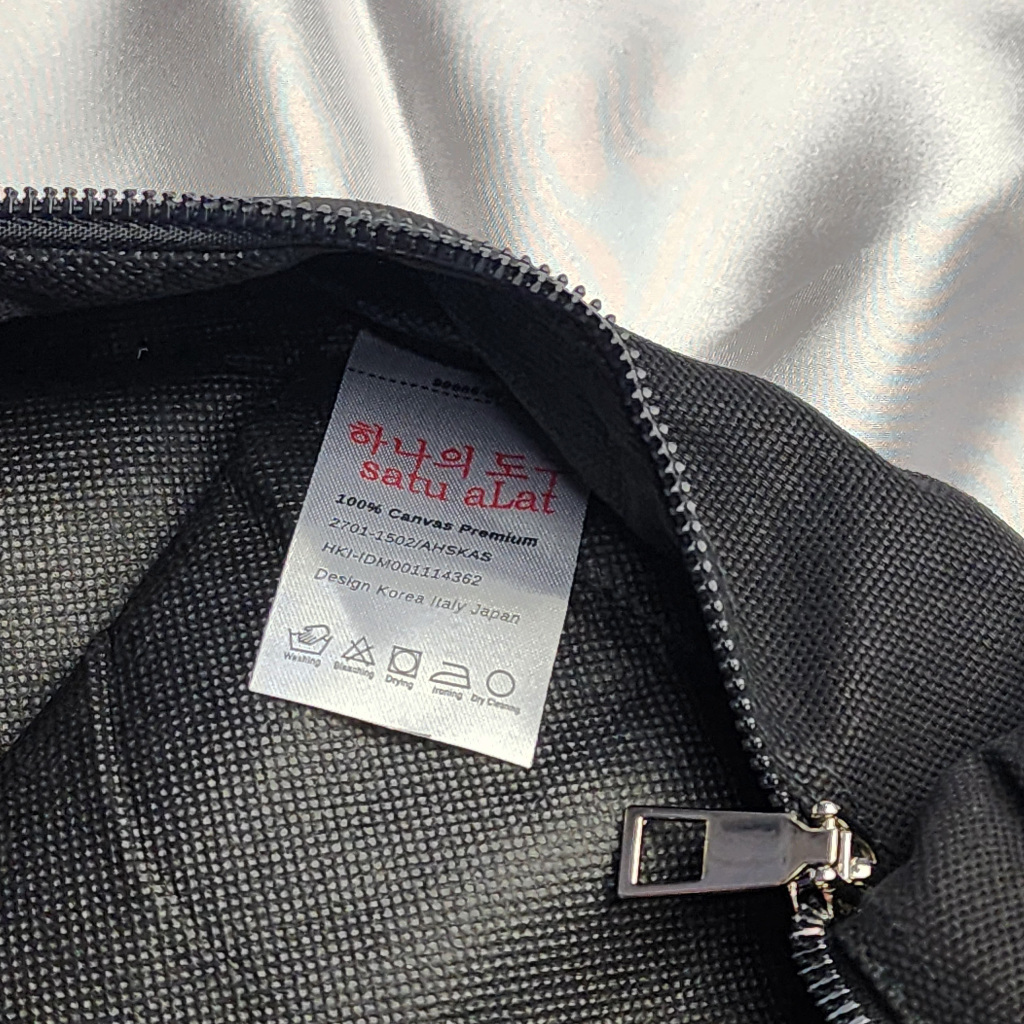 하나의 도구
satu aLat
100% Canvas Premium
2701-1502/AHSKAS
HKI-IDM001114362
Design Korea Italy Japan
Washing Bleaching Drying Ironing Dry Cleaning